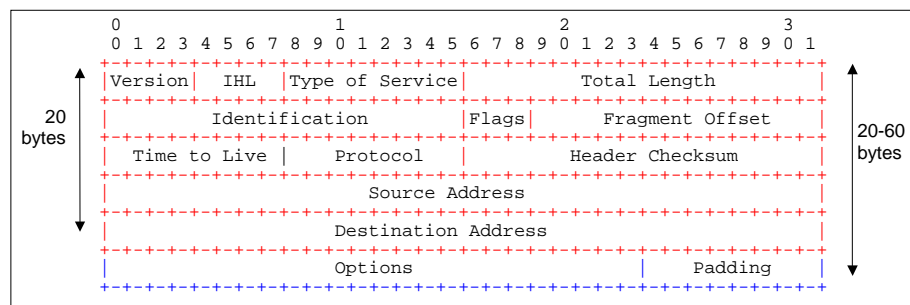 0 1 2 3
0 1 2 3 4 5 6 7 8 9 0 1 2 3 4 5 6 7 8 9 0 1 2 3 4 5 6 7 8 9 0 1
+-+-+-+-+-+-+-+-+-+-+-+-+-+-+-+-+-+-+-+-+-+-+-+-+-+-+-+-+-+-+-+-+
|Version| IHL |Type of Service| Total Length |
+-+-+-+-+-+-+-+-+-+-+-+-+-+-+-+-+-+-+-+-+-+-+-+-+-+-+-+-+-+-+-+-+
| Identification |Flags| Fragment Offset |
+-+-+-+-+-+-+-+-+-+-+-+-+-+-+-+-+-+-+-+-+-+-+-+-+-+-+-+-+-+-+-+-+
| Time to Live | Protocol | Header Checksum |
+-+-+-+-+-+-+-+-+-+-+-+-+-+-+-+-+-+-+-+-+-+-+-+-+-+-+-+-+-+-+-+-+
| Source Address |
+-+-+-+-+-+-+-+-+-+-+-+-+-+-+-+-+-+-+-+-+-+-+-+-+-+-+-+-+-+-+-+-+
| Destination Address |
+-+-+-+-+-+-+-+-+-+-+-+-+-+-+-+-+-+-+-+-+-+-+-+-+-+-+-+-+-+-+-+-+
| Options | Padding |
+-+-+-+-+-+-+-+-+-+-+-+-+-+-+-+-+-+-+-+-+-+-+-+-+-+-+-+-+-+-+-+-+
20
bytes
20-60
bytes